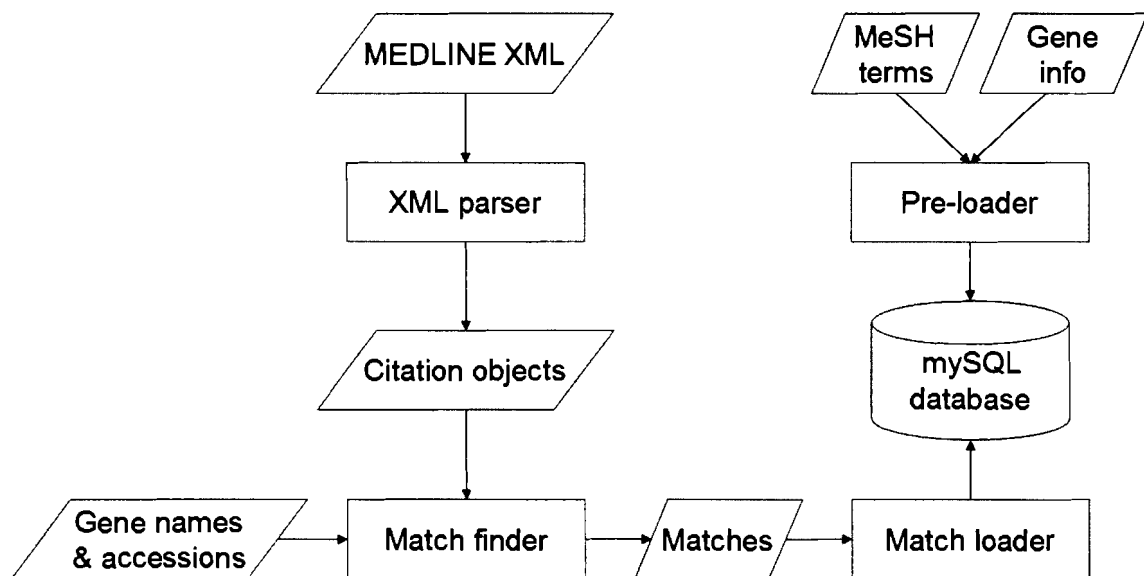 MEDLINE XML
MeSH
terms
Gene
info
XML parser
Pre-loader
Citation objects
mySQL
database
Gene names
& accessions
Match finder
Matches
Match loader